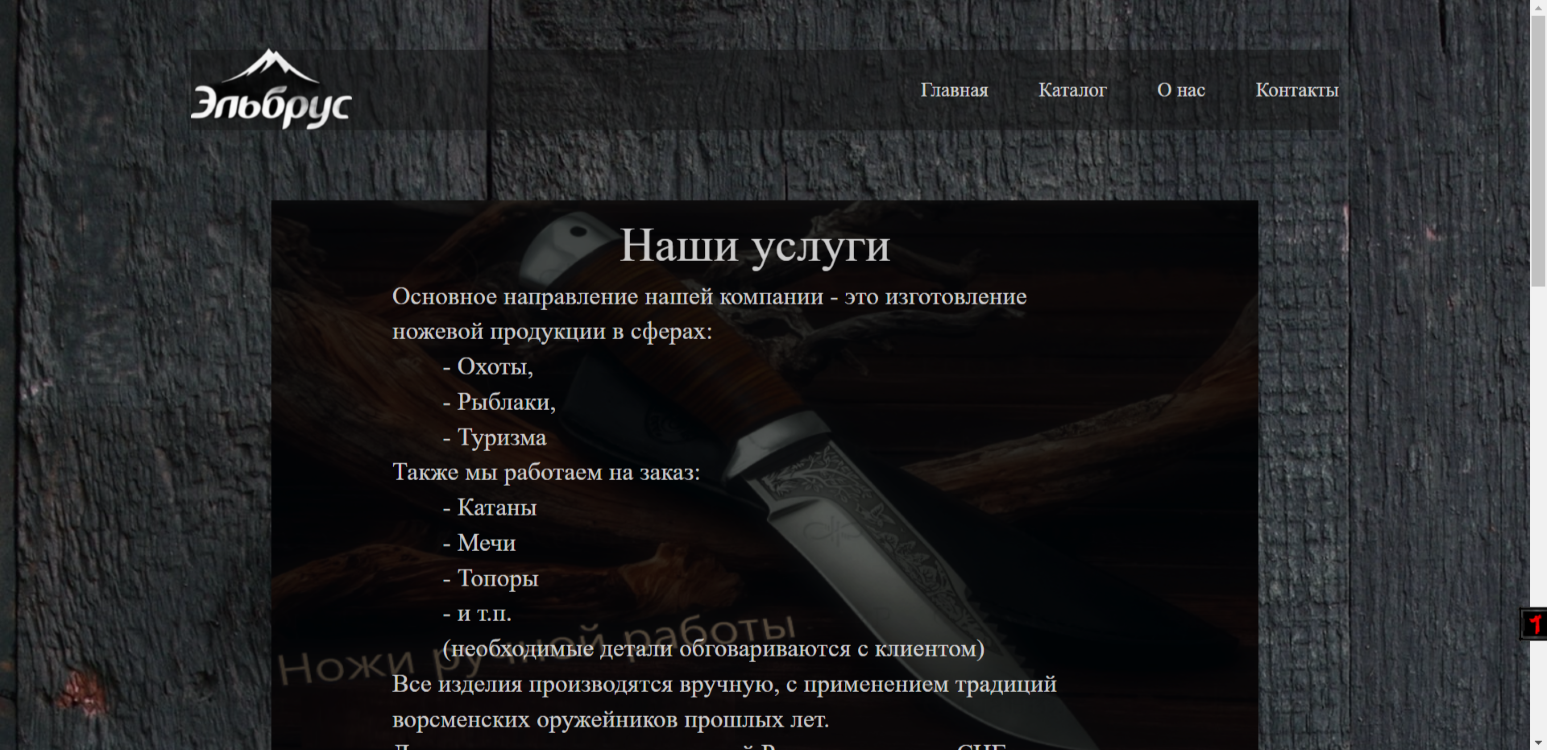 Эльбрус
Главная Каталог О нас Контакты
Наши услуги
Основное направление нашей компании - это изготовление
ножевой продукции в сферах:
- Охоты,
- Рыблаки,
- Туризма
Также мы работаем на заказ:
- Катаны
- Мечи
- Топоры
- и т.п.
(необходимые детали обговариваются с клиентом)
Ножи ручной работы
Все изделия производятся вручную, с применением традиций
ворсменских оружейников прошлых лет.
1